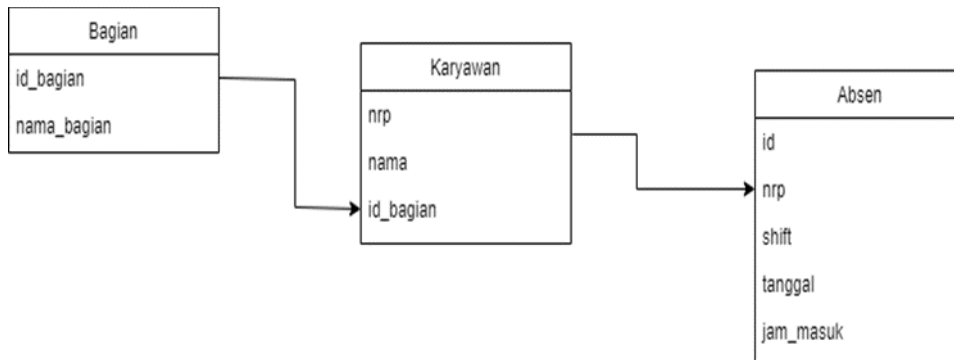 Bagian
id_bagian
nama_bagian
Karyawan
nrp
nama
id_bagian
Absen
id
nrp
shift
tanggal
jam_masuk